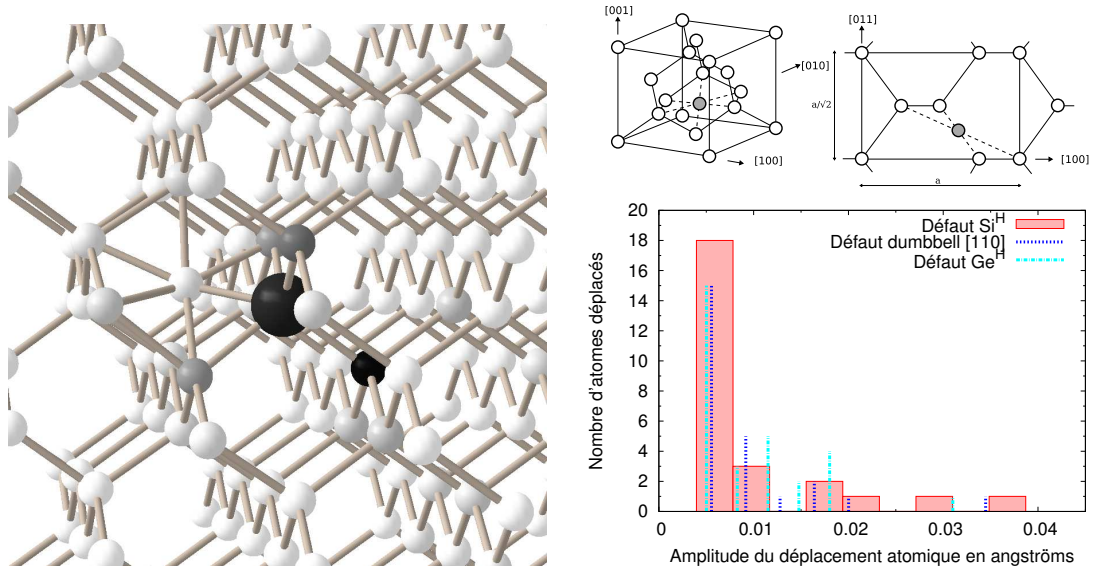 [001]
[010]
[100]
[011]
a/√2
[100]
a
Défaut Siᴴ
Défaut dumbbell [110]
Défaut Geᴴ
Nombre d'atomes déplacés
20
18
16
14
12
10
8
6
4
2
0
0 0.01 0.02 0.03 0.04
Amplitude du déplacement atomique en angströms